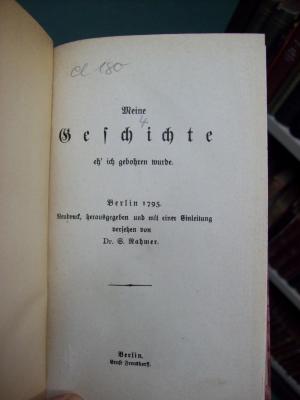 cl 180
Meine
4
Geschichte
eh' ich gebohren wurde.
Berlin 1795.
Neudruck, herausgegeben und mit einer Einleitung
versehen von
Dr. S. Rahmer.
Berlin.
Ernst Frensdorff.